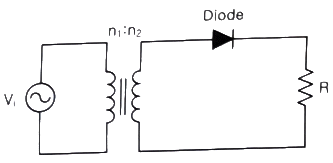 Diode
n₁:n₂
Vᵢ
R